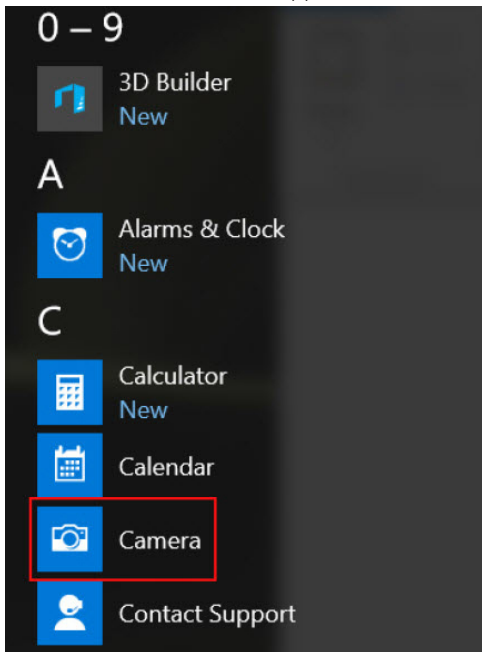 0 – 9
3D Builder
New
A
Alarms & Clock
New
C
Calculator
New
Calendar
Camera
Contact Support